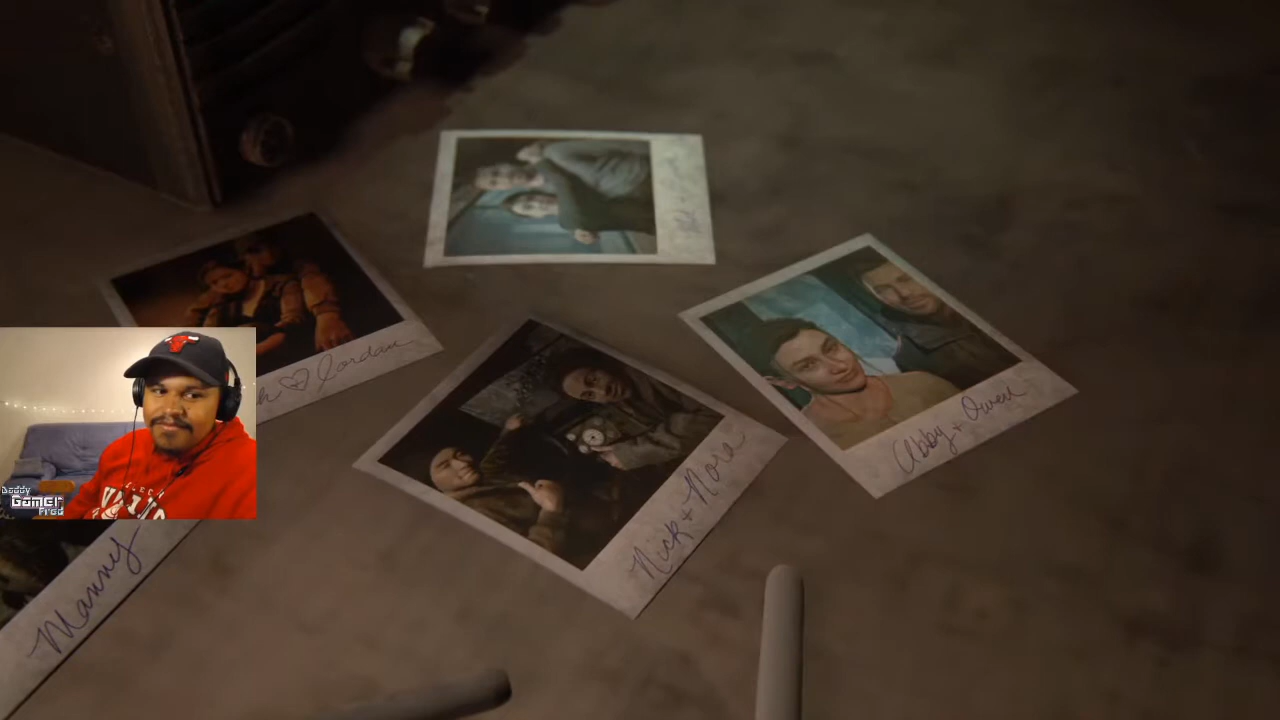 Jordan
Abby + Owen
Nick + Nora
Manny
Daddy
Gamer
Fred